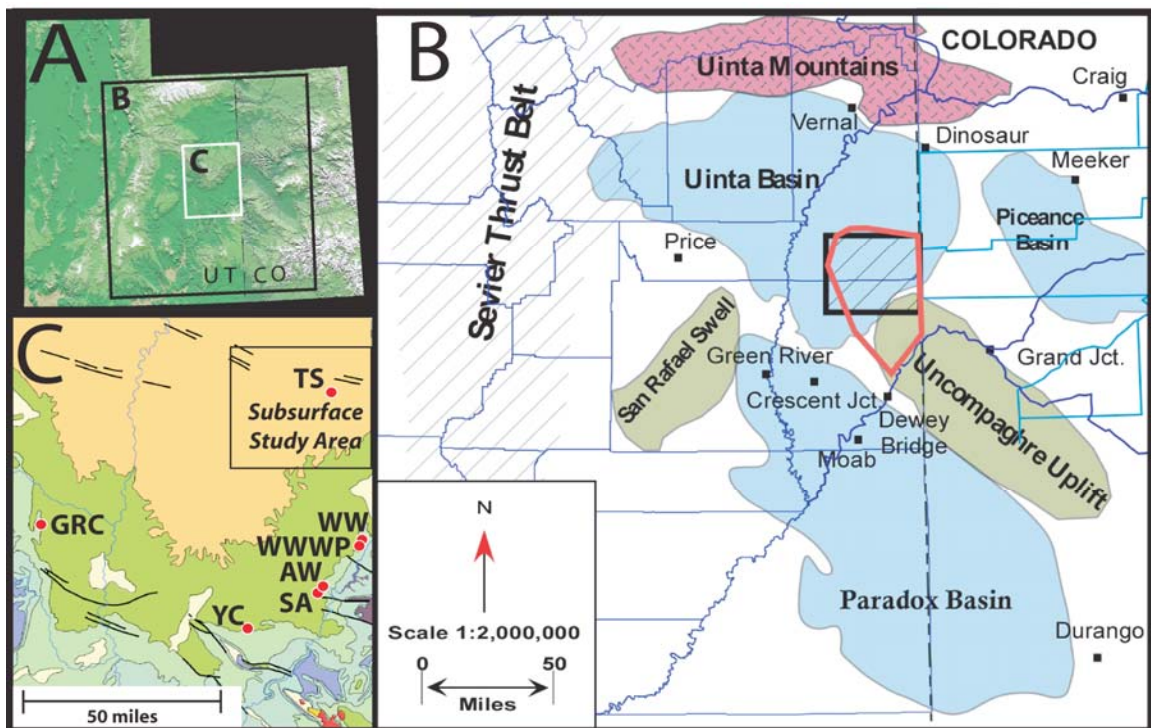 A
B
C
UT CO
B
COLORADO
Uinta Mountains
Craig
Vernal
Dinosaur
Meeker
Sevier Thrust Belt
Uinta Basin
Piceance
Basin
Price
San Rafael Swell
Green River
Crescent Jct.
Grand Jct.
Uncompaghre Uplift
Dewey
Bridge
Moab
Paradox Basin
Durango
N
Scale 1:2,000,000
0 50
Miles
C
TS
Subsurface
Study Area
GRC
WW
WWWP
AW
SA
YC
50 miles